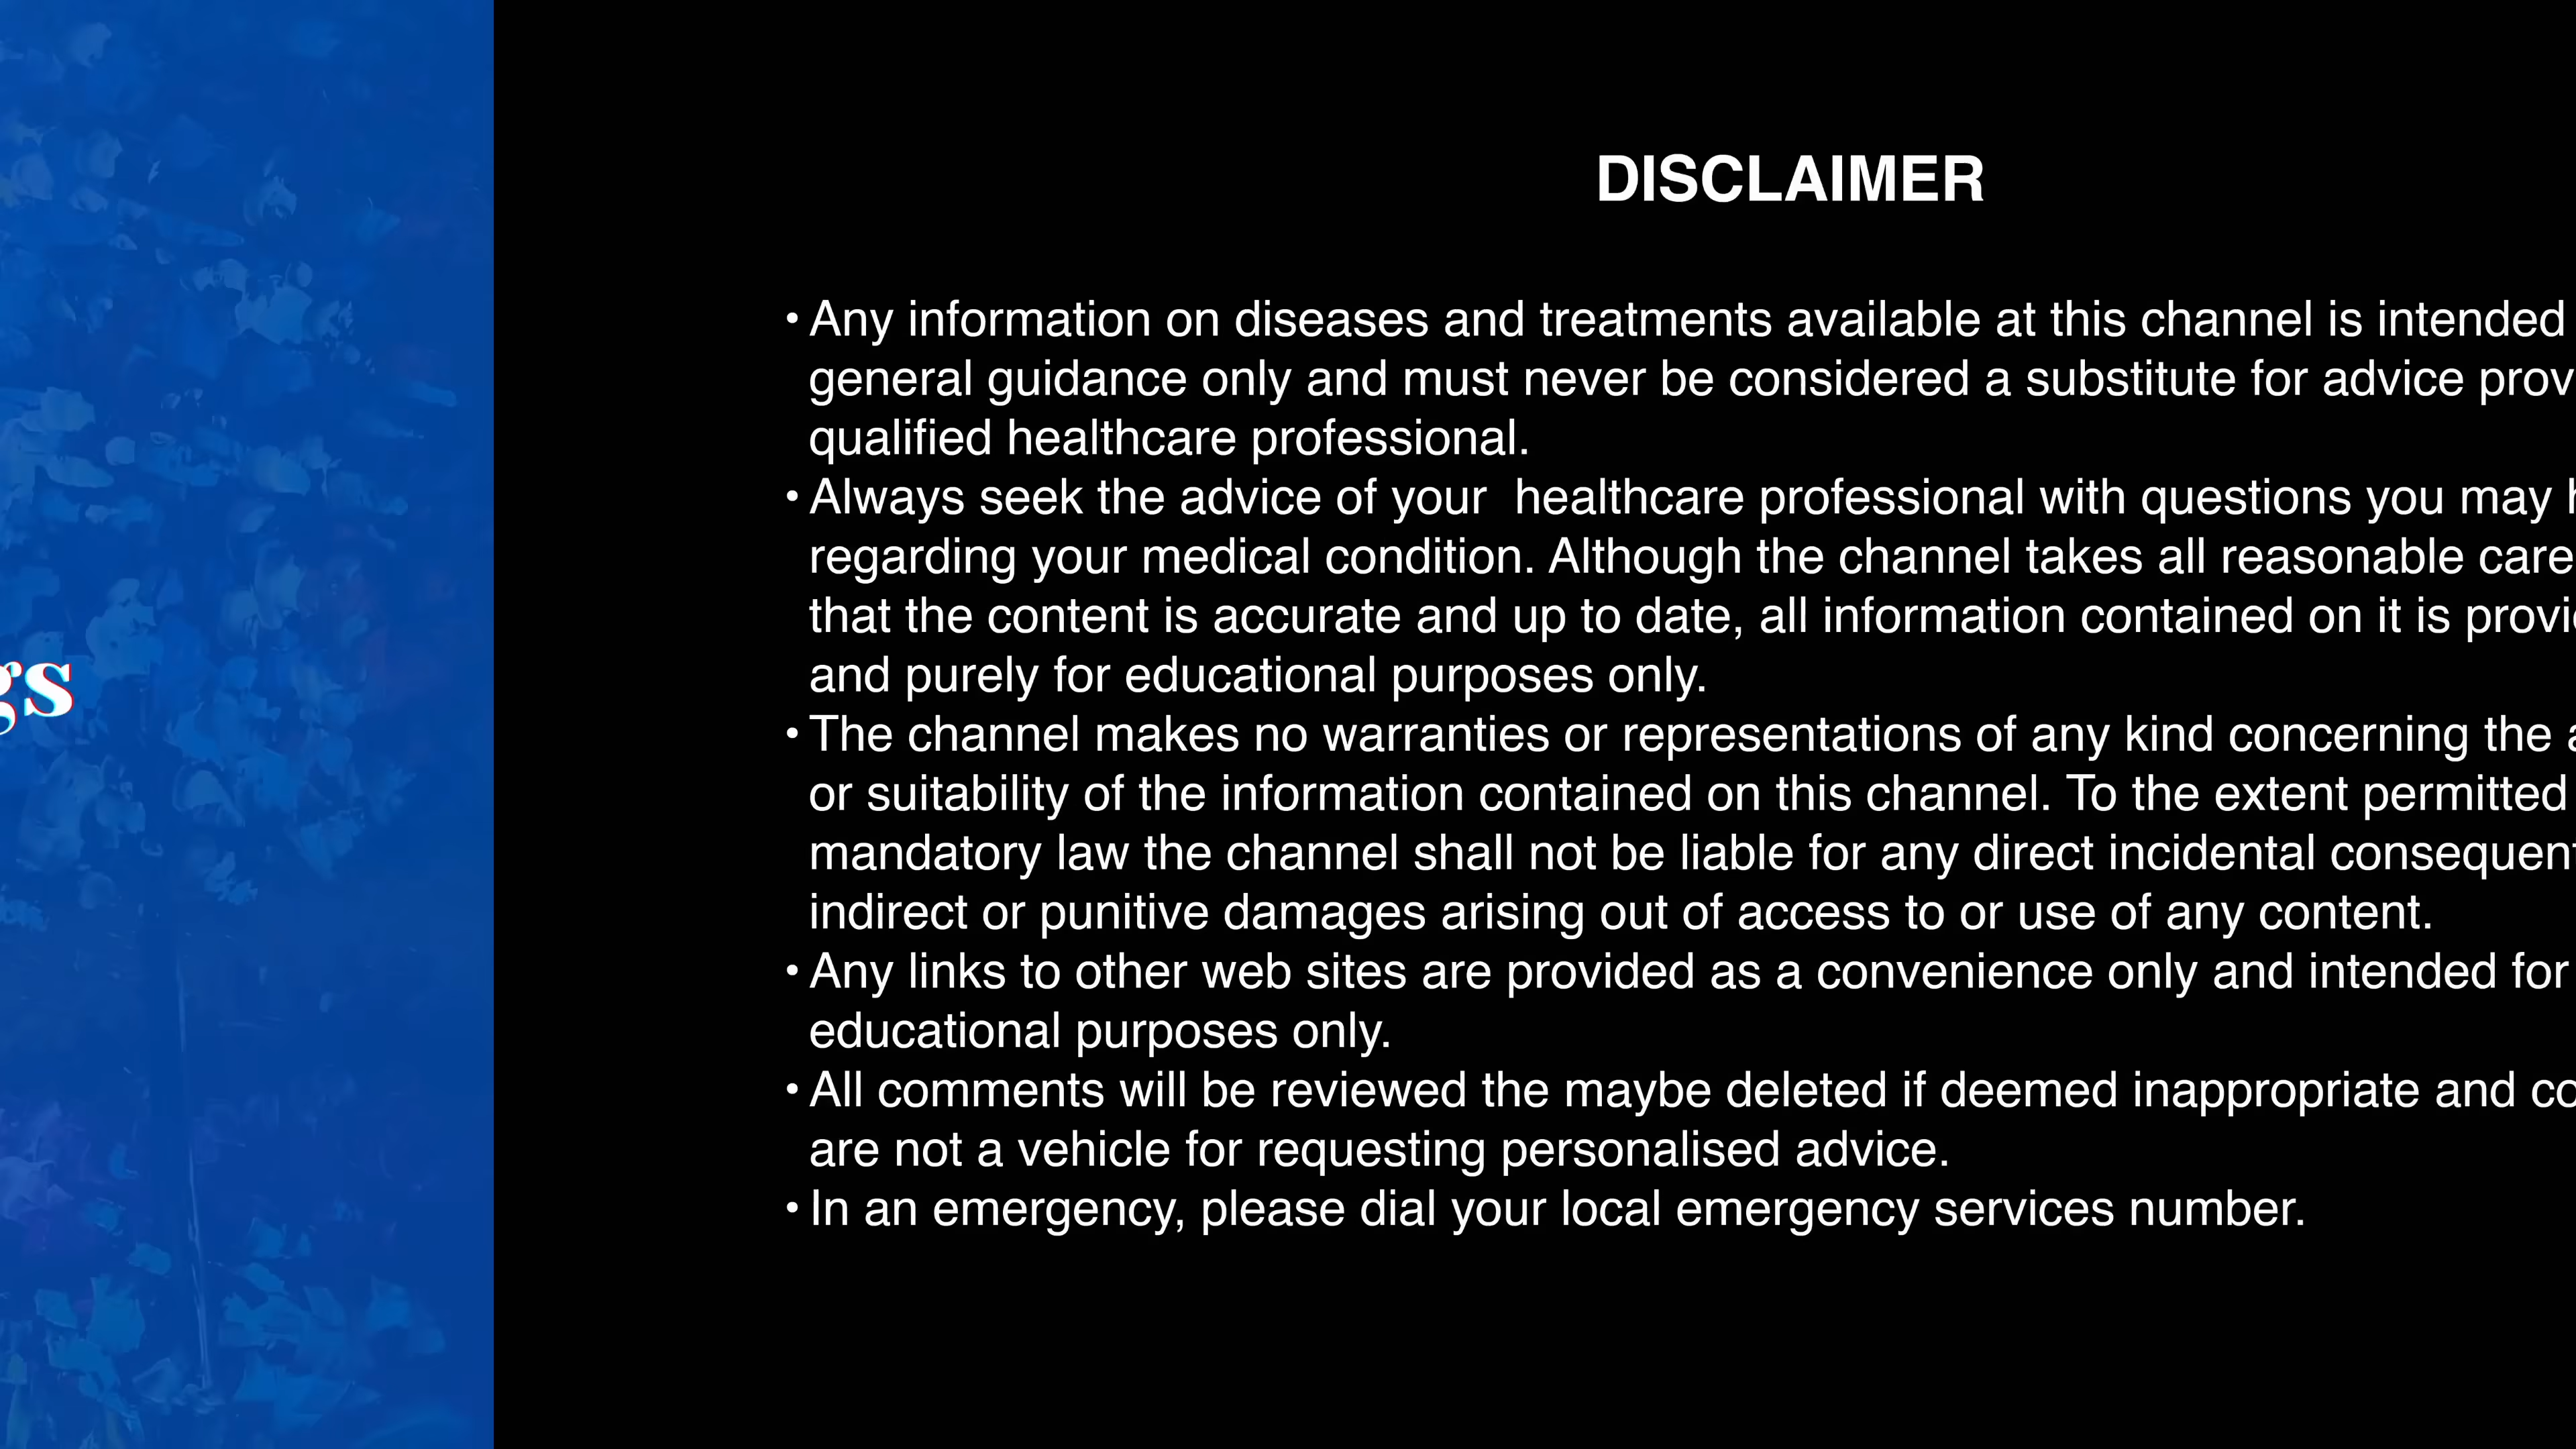 DISCLAIMER
• Any information on diseases and treatments available at this channel is intended
general guidance only and must never be considered a substitute for advice
qualified healthcare professional.
• Always seek the advice of your  healthcare professional with questions you may
regarding your medical condition. Although the channel takes all reasonable care
that the content is accurate and up to date, all information contained on it is
and purely for educational purposes only.
• The channel makes no warranties or representations of any kind concerning the
or suitability of the information contained on this channel. To the extent permitted
mandatory law the channel shall not be liable for any direct incidental
indirect or punitive damages arising out of access to or use of any content.
• Any links to other web sites are provided as a convenience only and intended for
educational purposes only.
• All comments will be reviewed the maybe deleted if deemed inappropriate and
are not a vehicle for requesting personalised advice.
• In an emergency, please dial your local emergency services number.